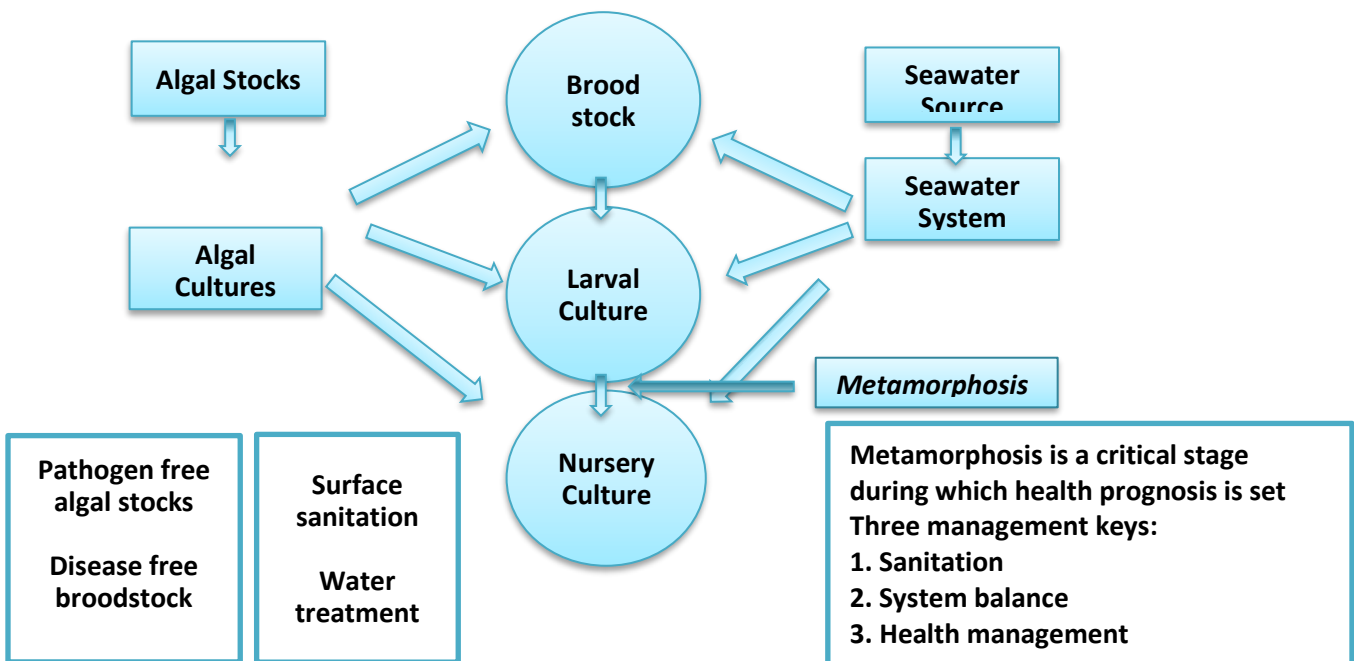 Algal Stocks
Brood
stock
Seawater
Source
Seawater
System
Algal
Cultures
Larval
Culture
Metamorphosis
Nursery
Culture
Pathogen free
algal stocks
Disease free
broodstock
Surface
sanitation
Water
treatment
Metamorphosis is a critical stage
during which health prognosis is set
Three management keys:
1. Sanitation
2. System balance
3. Health management